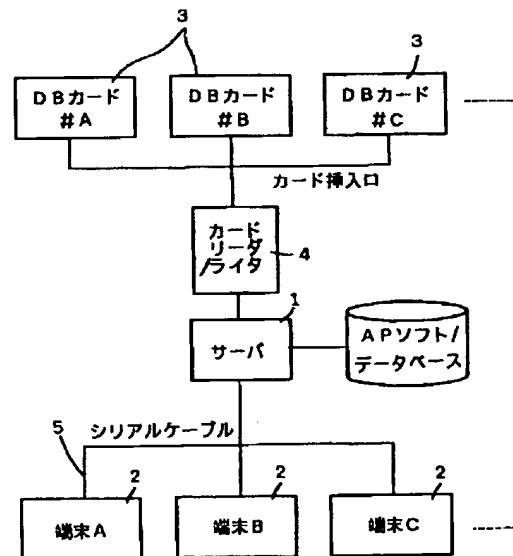 3
3
DBカード
#A
DBカード
#B
DBカード
#C
カード挿入口
カード
リーダ
/ライタ
4
1
サーバ
APソフト/
データベース
シリアルケーブル
5
2
2
2
端末A
端末B
端末C